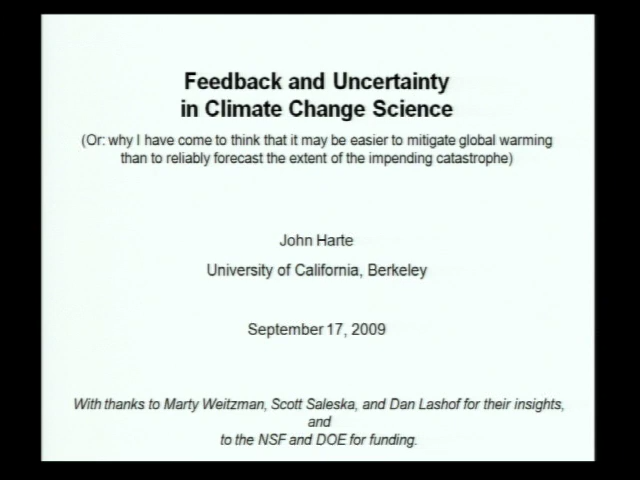 Feedback and Uncertainty
in Climate Change Science
(Or: why I have come to think that it may be easier to mitigate global warming
than to reliably forecast the extent of the impending catastrophe)
John Harte
University of California, Berkeley
September 17, 2009
With thanks to Marty Weitzman, Scott Saleska, and Dan Lashof for their insights,
and
to the NSF and DOE for funding.